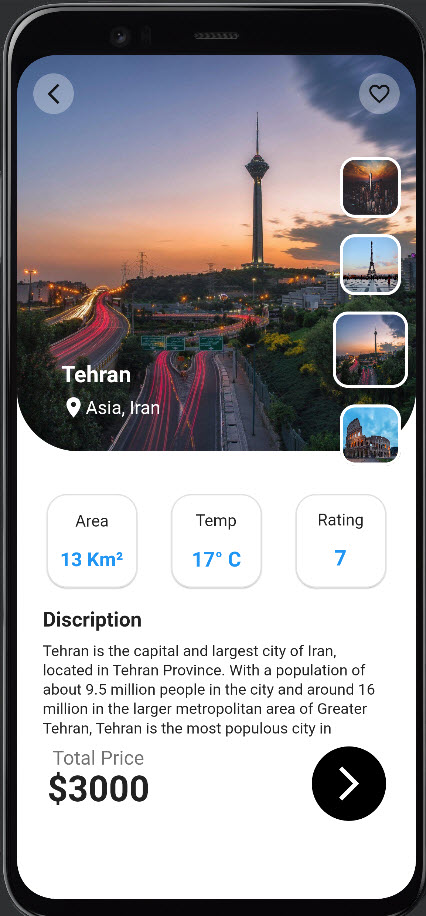 Tehran
Asia, Iran
Area
Temp
Rating
13 Km²
17° C
7
Discription
Tehran is the capital and largest city of Iran,
located in Tehran Province. With a population of
about 9.5 million people in the city and around 16
million in the larger metropolitan area of Greater
Tehran, Tehran is the most populous city in
Total Price
$3000